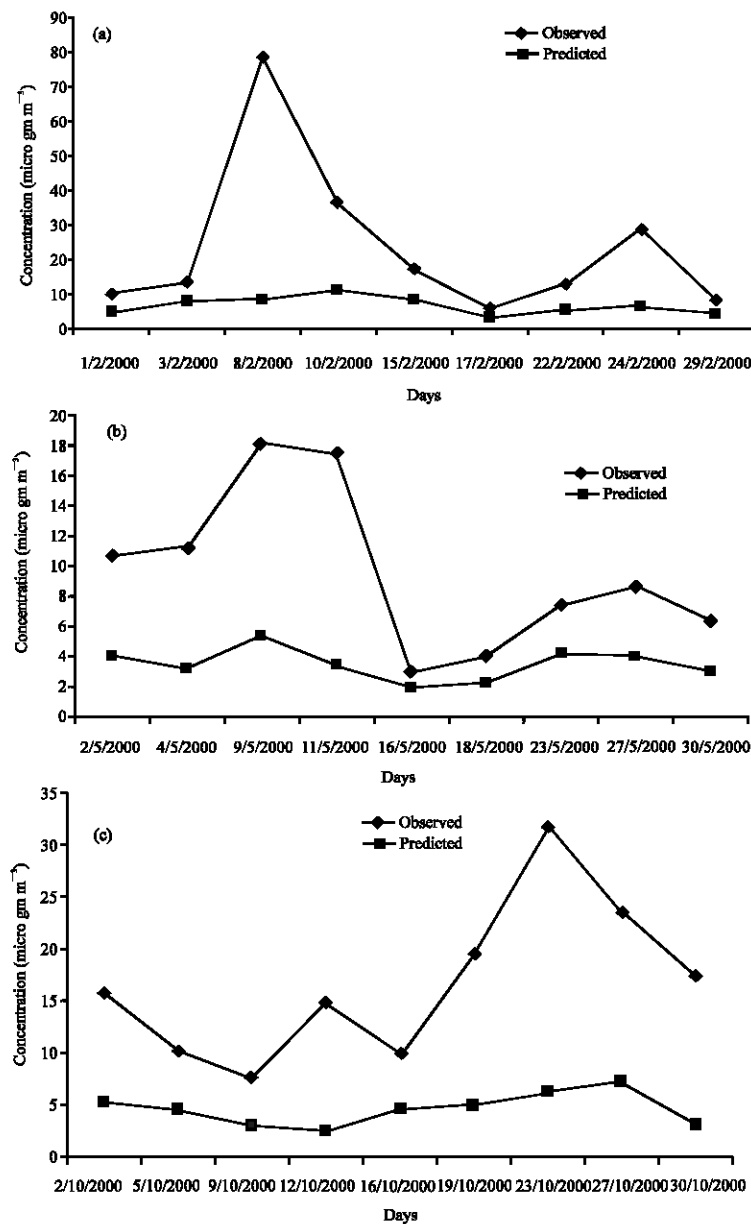 (a)
Observed
Predicted
Concentration (micro gm m⁻³)
90
80
70
60
50
40
30
20
10
0
1/2/2000 3/2/2000 8/2/2000 10/2/2000 15/2/2000 17/2/2000 22/2/2000 24/2/2000 29/2/2000
Days
(b)
Observed
Predicted
Concentration (micro gm m⁻³)
20
18
16
14
12
10
8
6
4
2
0
2/5/2000 4/5/2000 9/5/2000 11/5/2000 16/5/2000 18/5/2000 23/5/2000 27/5/2000 30/5/2000
Days
(c)
Observed
Predicted
Concentration (micro gm m⁻³)
35
30
25
20
15
10
5
0
2/10/2000 5/10/2000 9/10/2000 12/10/2000 16/10/2000 19/10/2000 23/10/2000 27/10/2000 30/10/2000
Days